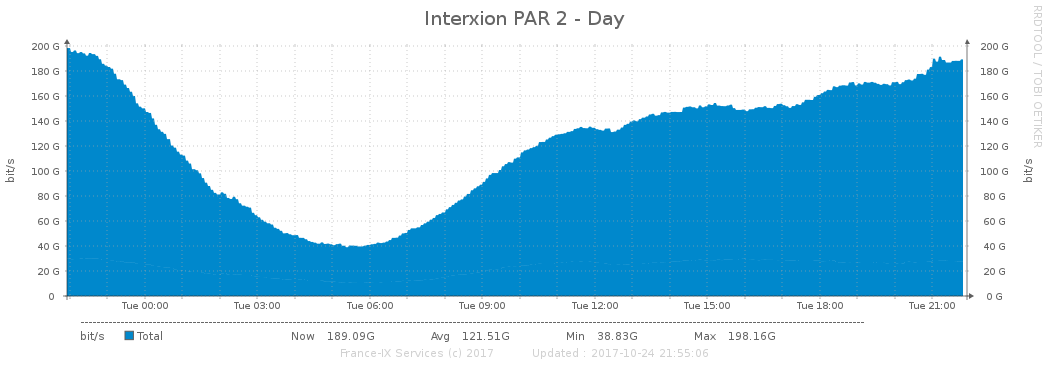 Interxion PAR 2 - Day
RRDTOOL / TOBI OETIKER
200 G 200 G
180 G 180 G
160 G 160 G
140 G 140 G
120 G 120 G
100 G 100 G
80 G 80 G
60 G 60 G
40 G 40 G
20 G 20 G
0 0 G
bit/s bit/s
Tue 00:00 Tue 03:00 Tue 06:00 Tue 09:00 Tue 12:00 Tue 15:00 Tue 18:00 Tue 21:00
bit/s Total Now 189.09G Avg 121.51G Min 38.83G Max 198.16G
France-IX Services (c) 2017 Updated : 2017-10-24 21:55:06